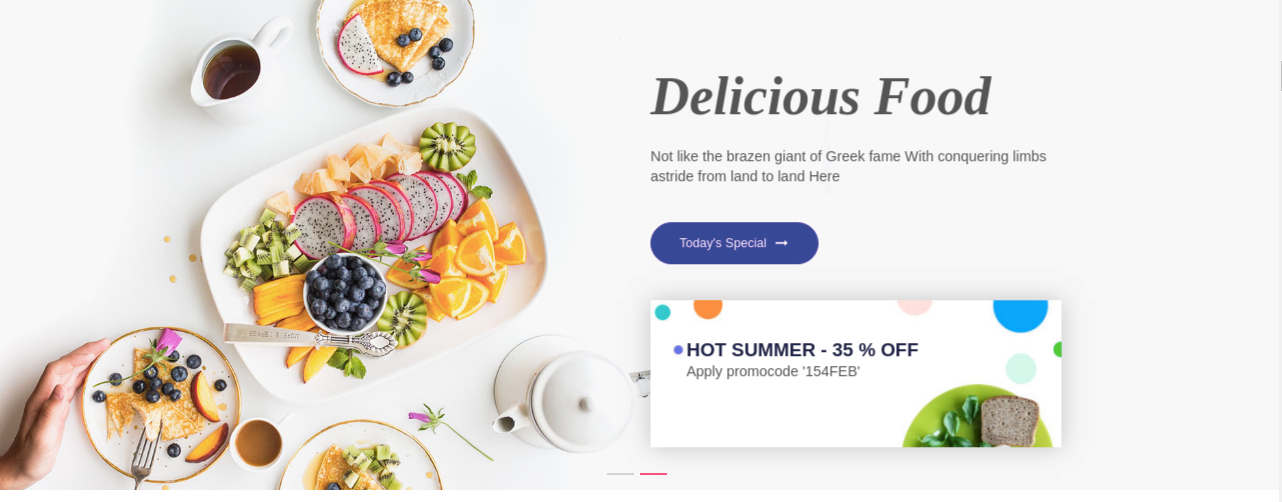 Delicious Food
Not like the brazen giant of Greek fame With conquering limbs
astride from land to land Here
Today's Special
HOT SUMMER - 35 % OFF
Apply promocode '154FEB'